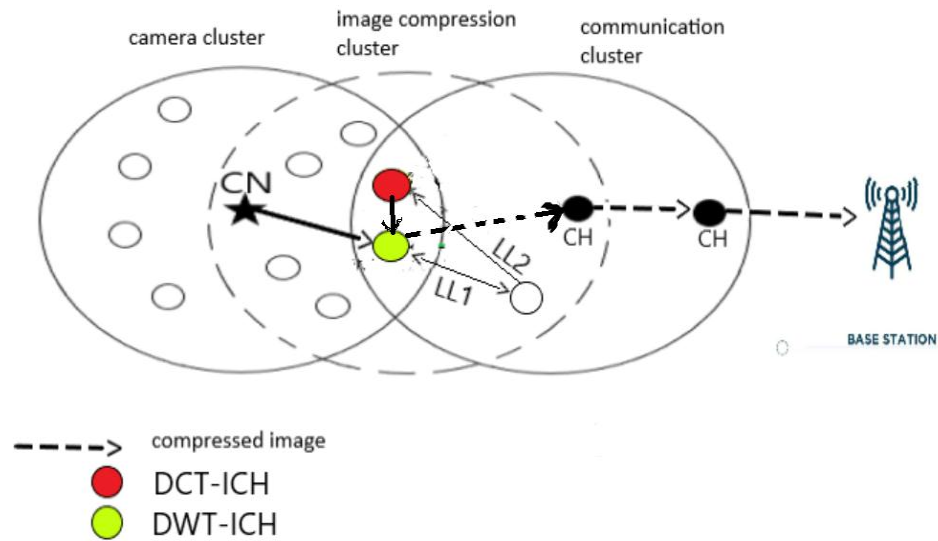 camera cluster
image compression
cluster
communication
cluster
CN
CH
CH
LL2
LL1
BASE STATION
compressed image
DCT-ICH
DWT-ICH